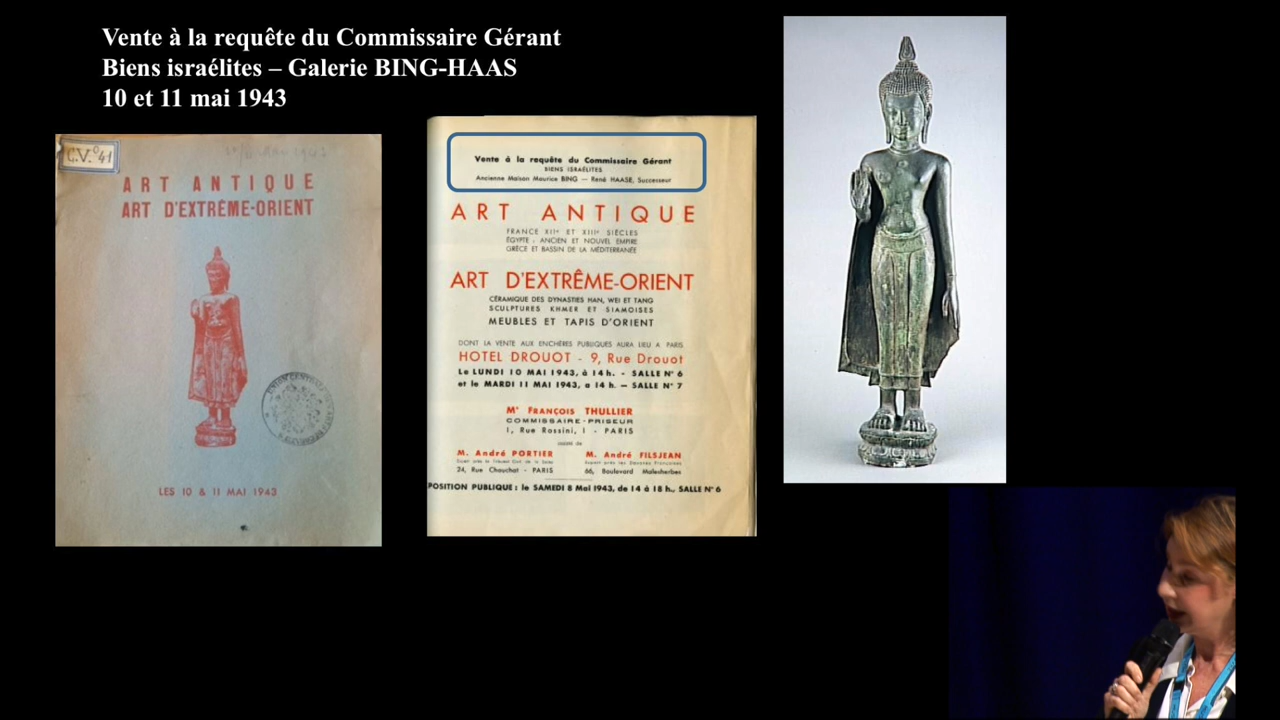 Vente à la requête du Commissaire Gérant
Biens israélites – Galerie BING-HAAS
10 et 11 mai 1943
C.V. 41
ART ANTIQUE
ART D'EXTRÊME-ORIENT
LES 10 & 11 MAI 1943
Vente à la requête du Commissaire Gérant
BIENS ISRAÉLITES
Ancienne Maison Maurice BING — René HAASE, Successeur
ART ANTIQUE
FRANCE XIIe ET XIIIe SIÈCLES
ÉGYPTE : ANCIEN ET NOUVEL EMPIRE
GRÈCE ET BASSIN DE LA MÉDITERRANÉE
ART D'EXTRÊME-ORIENT
CÉRAMIQUE DES DYNASTIES HAN, WEI ET TANG
SCULPTURES KHMER ET SIAMOISES
MEUBLES ET TAPIS D'ORIENT
DONT LA VENTE AUX ENCHÈRES PUBLIQUES AURA LIEU A PARIS
HOTEL DROUOT - 9, Rue Drouot
Le LUNDI 10 MAI 1943, à 14 h. - SALLE N° 6
et le MARDI 11 MAI 1943, a 14 h. — SALLE N° 7
Me FRANÇOIS THULLIER
COMMISSAIRE-PRISEUR
1, Rue Rossini, 1 - PARIS
M. André PORTIER
24, Rue Chauchat - PARIS
M. André FILSJEAN
66, Boulevard Malesherbes
POSITION PUBLIQUE : le SAMEDI 8 Mai 1943, de 14 à 18 h., SALLE N° 6